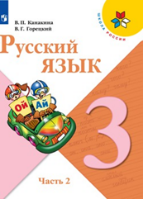 В. П. Канакина
В. Г. Горецкий
Русский
язык
ОЙ АЙ
3
Часть 2